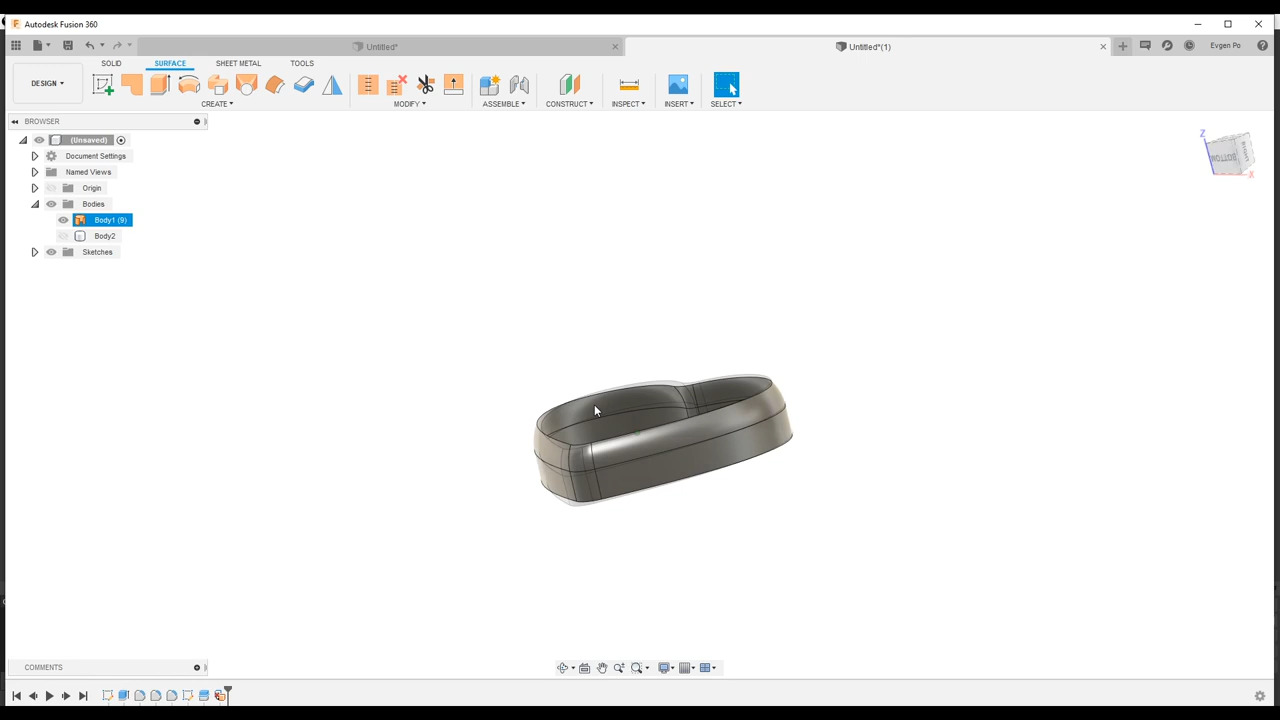 Autodesk Fusion 360
Untitled*
Untitled*(1)
Evgen Po
SOLID
SURFACE
SHEET METAL
TOOLS
DESIGN
CREATE
MODIFY
ASSEMBLE
CONSTRUCT
INSPECT
INSERT
SELECT
BROWSER
(Unsaved)
Document Settings
Named Views
Origin
Bodies
Body1 (9)
Body2
Sketches
Z
BOTTOM
X
COMMENTS